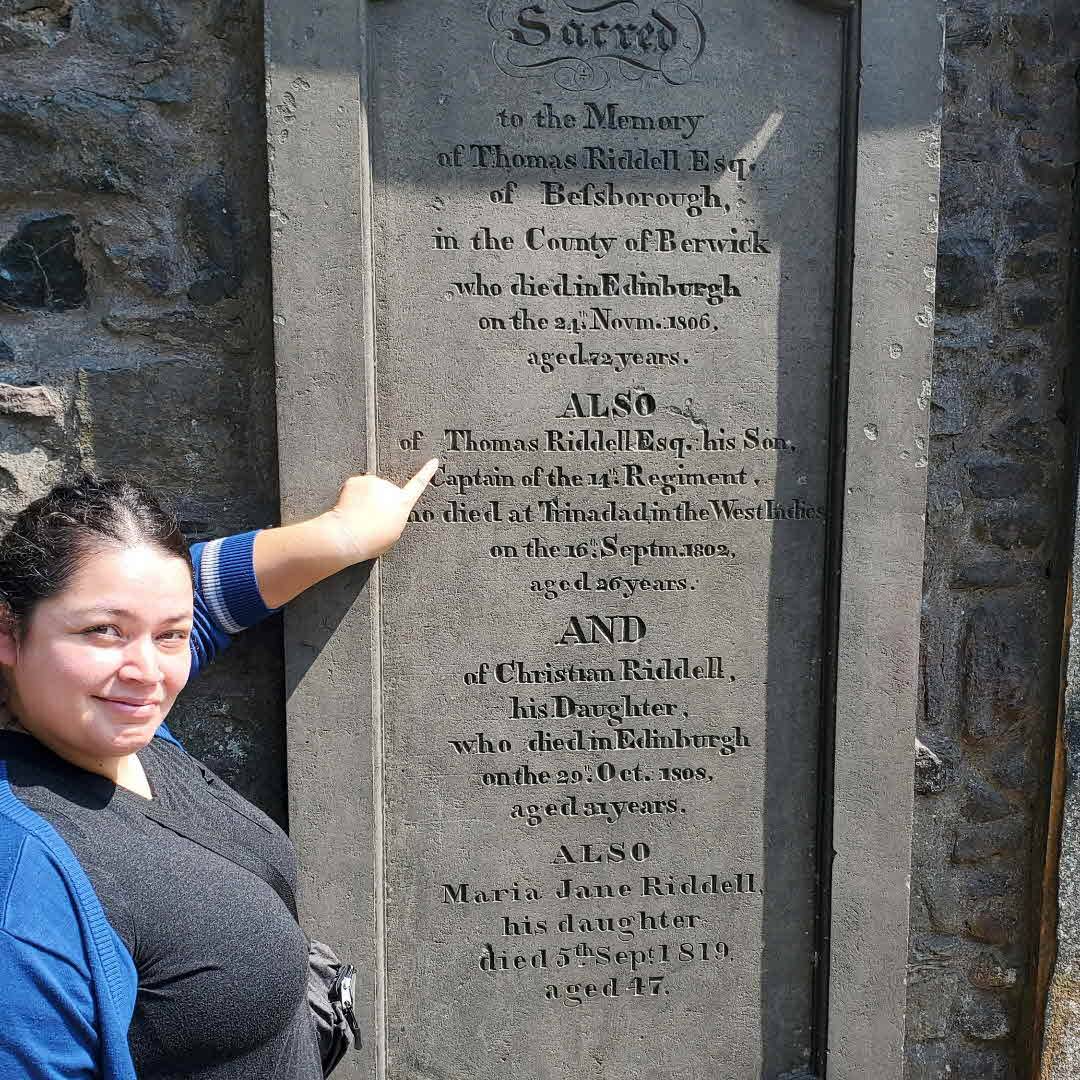 Sacred
to the Memory
of Thomas Riddell Esq.
of Beſsborough,
in the County of Berwick
who died in Edinburgh
on the 24th. Novm. 1806,
aged 72 years.
ALSO
of Thomas Riddell Esq. his Son,
Captain of the 14th. Regiment,
died at Trinadad, in the West Indies
on the 16th. Septm. 1802,
aged 26 years.
AND
of Christian Riddell,
his Daughter,
who died in Edinburgh
on the 29th. Oct. 1808,
aged 31 years.
ALSO
Maria Jane Riddell,
his daughter
died 5th Sept 1819.
aged 47.